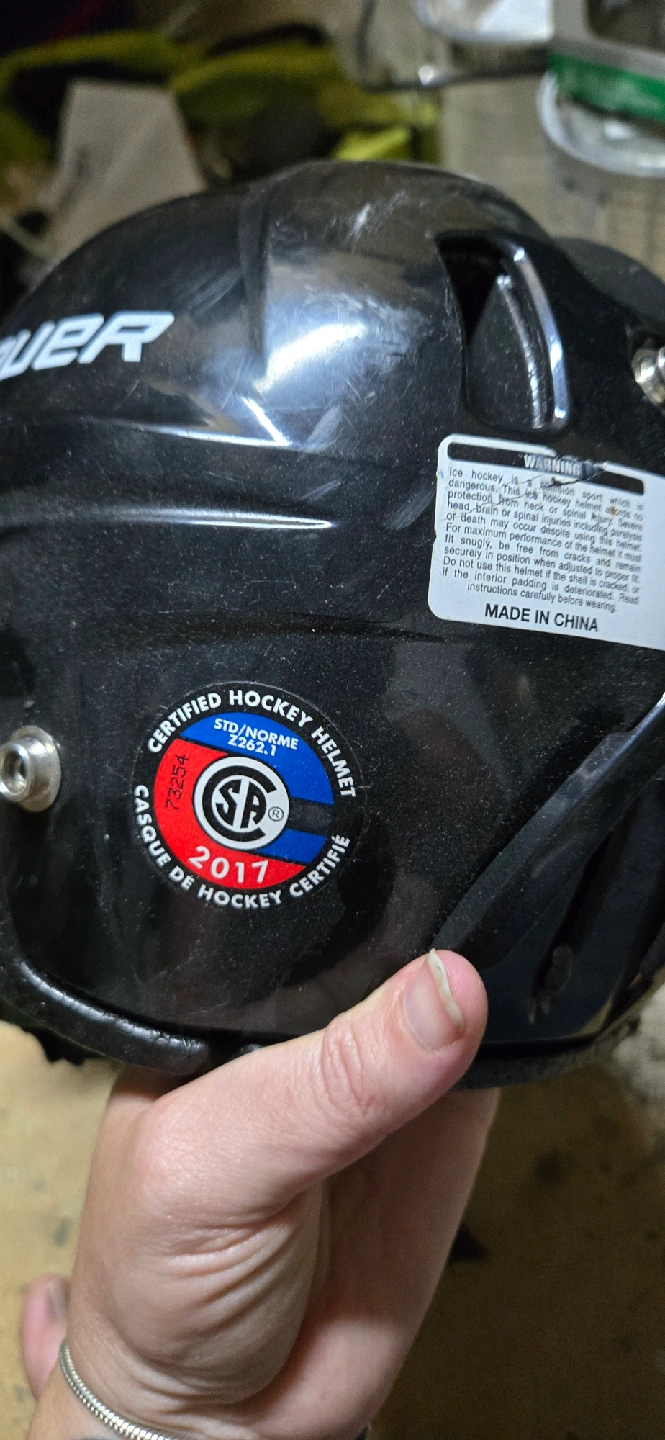 BAUER
WARNING
Ice hockey is a collision sport which is
dangerous. This ice hockey helmet affords no
protection from neck or spinal injury. Severe
head, brain or spinal injuries including paralysis
or death may occur despite using this helmet.
For maximum performance of the helmet it must
fit snugly, be free from cracks and remain
securely in position when adjusted to proper fit.
Do not use this helmet if the shell is cracked, or
if the interior padding is deteriorated. Read
instructions carefully before wearing.
MADE IN CHINA
CERTIFIED HOCKEY HELMET
STD/NORME
Z262.1
73254
CSA®
2017
CASQUE DE HOCKEY CERTIFIÉ